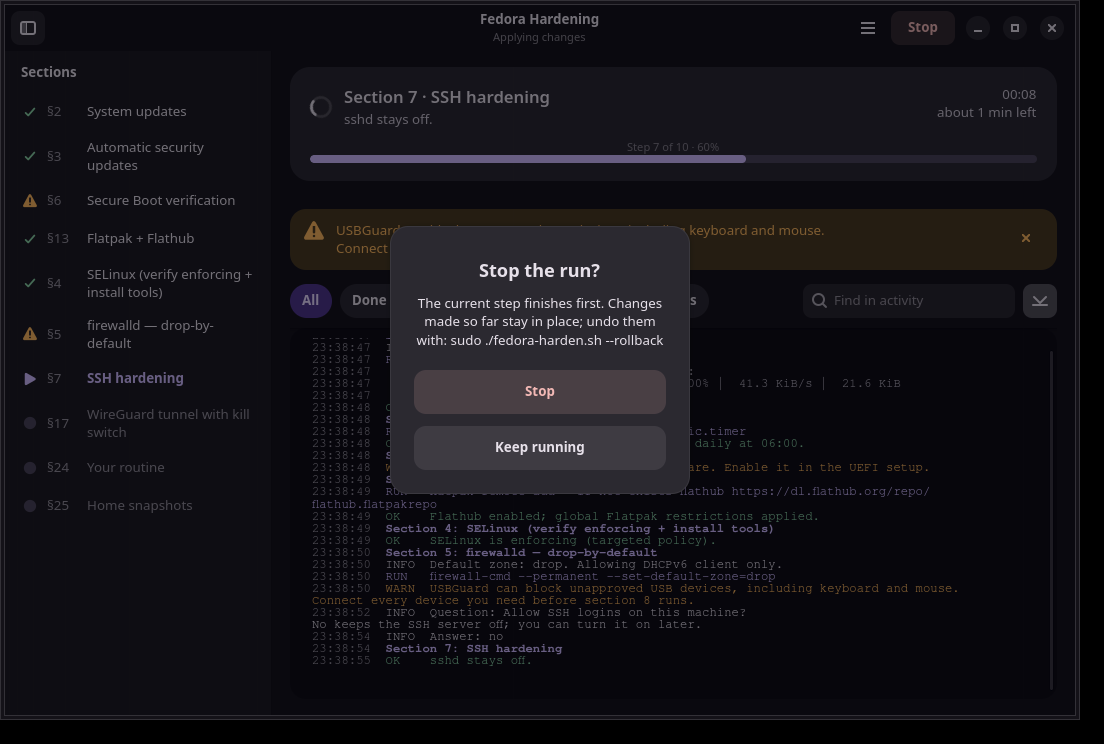 Fedora Hardening
Applying changes
Stop
Sections
§2 System updates
§3 Automatic security
updates
§6 Secure Boot verification
§13 Flatpak + Flathub
§4 SELinux (verify enforcing +
install tools)
§5 firewalld — drop-by-
default
§7 SSH hardening
§17 WireGuard tunnel with kill
switch
§24 Your routine
§25 Home snapshots
Section 7 · SSH hardening
sshd stays off.
00:08
about 1 min left
Step 7 of 10 · 60%
USBGuard keyboard and mouse.
Connect
All
Done
Find in activity
Stop the run?
The current step finishes first. Changes
made so far stay in place; undo them
with: sudo ./fedora-harden.sh --rollback
Stop
Keep running
23:38:47
23:38:47
23:38:47
23:38:47 00% | 41.3 KiB/s | 21.6 KiB
23:38:47
23:38:48
23:38:48
23:38:48 ic.timer
23:38:48 daily at 06:00.
23:38:48
23:38:48 are. Enable it in the UEFI setup.
23:38:49
23:38:49 RUN flathub https://dl.flathub.org/repo/
flathub.flatpakrepo
23:38:49 OK Flathub enabled; global Flatpak restrictions applied.
23:38:49 Section 4: SELinux (verify enforcing + install tools)
23:38:49 OK SELinux is enforcing (targeted policy).
23:38:50 Section 5: firewalld — drop-by-default
23:38:50 INFO Default zone: drop. Allowing DHCPv6 client only.
23:38:50 RUN firewall-cmd --permanent --set-default-zone=drop
23:38:50 WARN USBGuard can block unapproved USB devices, including keyboard and mouse.
Connect every device you need before section 8 runs.
23:38:52 INFO Question: Allow SSH logins on this machine?
No keeps the SSH server off; you can turn it on later.
23:38:54 INFO Answer: no
23:38:54 Section 7: SSH hardening
23:38:55 OK sshd stays off.